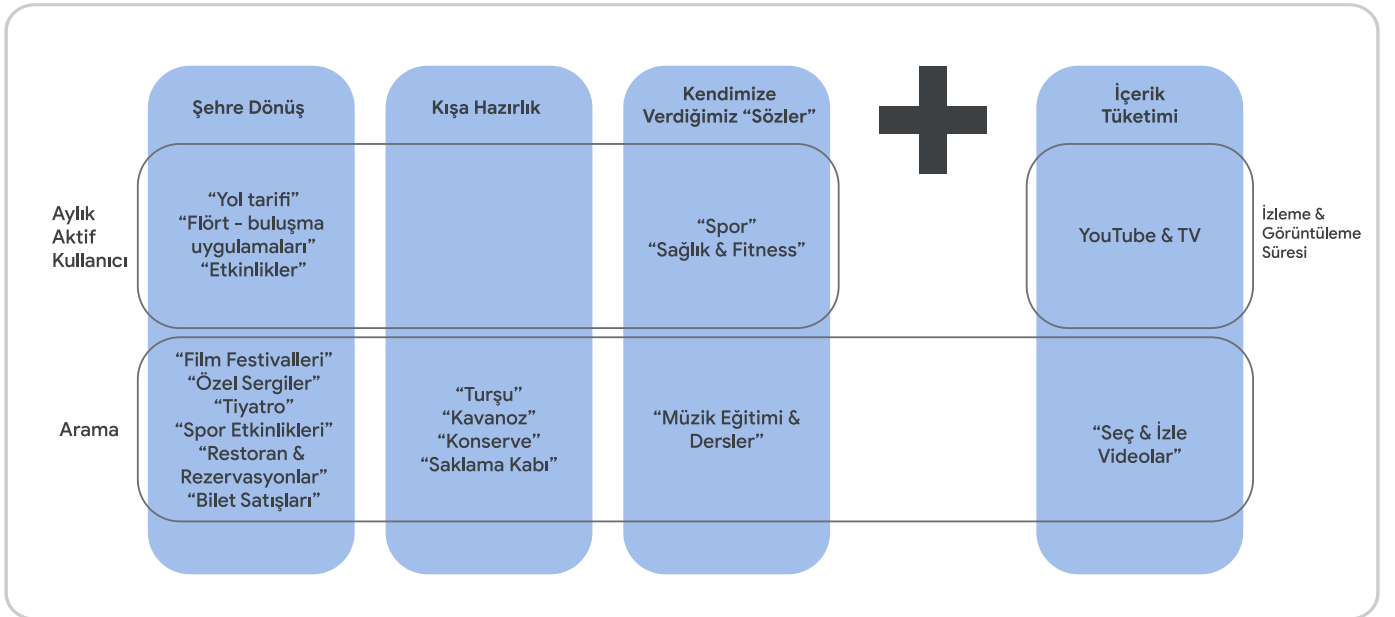 Şehre Dönüş
Kışa Hazırlık
Kendimize
Verdiğimiz “Sözler”
İçerik
Tüketimi
Aylık
Aktif
Kullanıcı
“Yol tarifi”
“Flört - buluşma
uygulamaları”
“Etkinlikler”
“Spor”
“Sağlık & Fitness”
YouTube & TV
İzleme &
Görüntüleme
Süresi
Arama
“Film Festivalleri”
“Özel Sergiler”
“Tiyatro”
“Spor Etkinlikleri”
“Restoran &
Rezervasyonlar”
“Bilet Satışları”
“Turşu”
“Kavanoz”
“Konserve”
“Saklama Kabı”
“Müzik Eğitimi &
Dersler”
“Seç & İzle
Videolar”